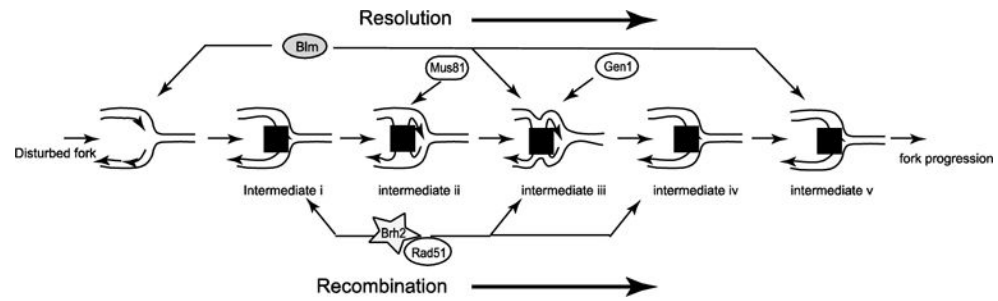 Resolution
Blm
Mus81
Gen1
Disturbed fork
fork progression
Intermediate i
intermediate ii
intermediate iii
intermediate iv
intermediate v
Brh2
Rad51
Recombination